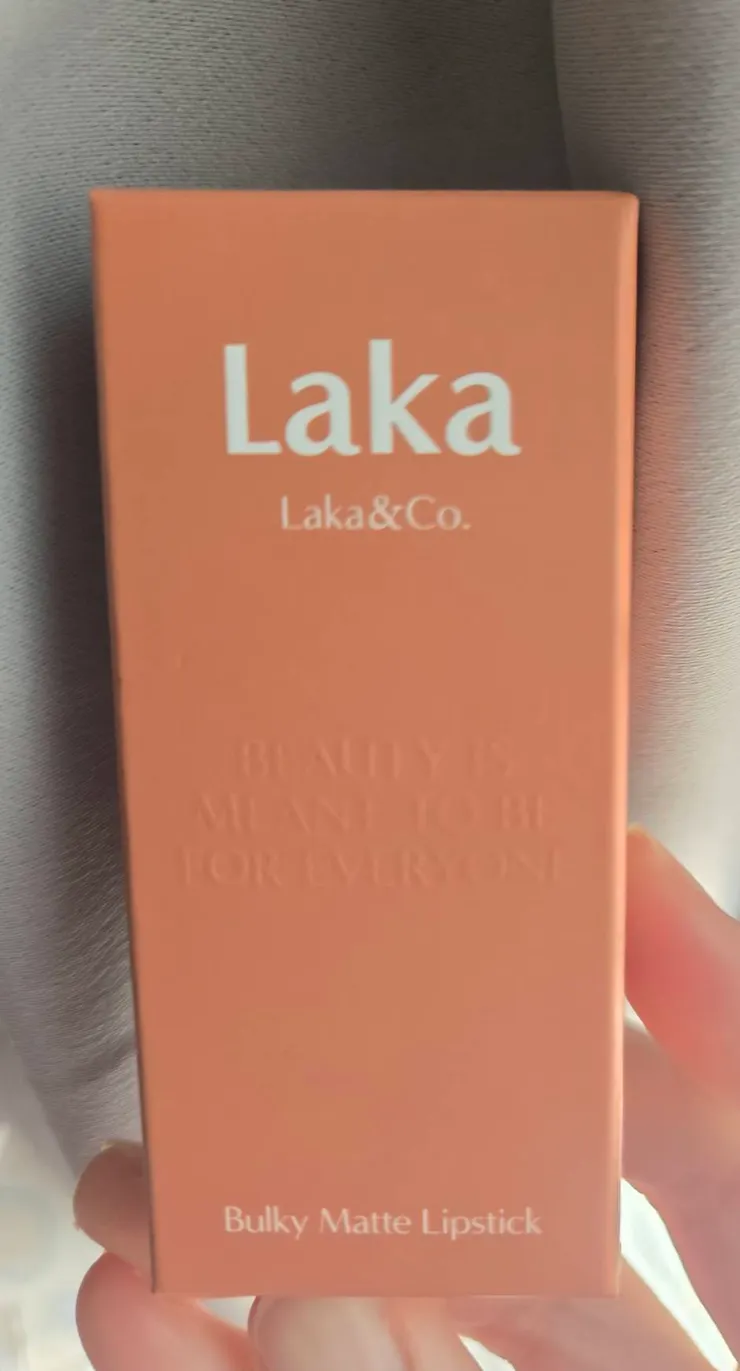 Laka
Laka&Co.
BEAUTY IS
MEANT TO BE
FOR EVERYONE
Bulky Matte Lipstick